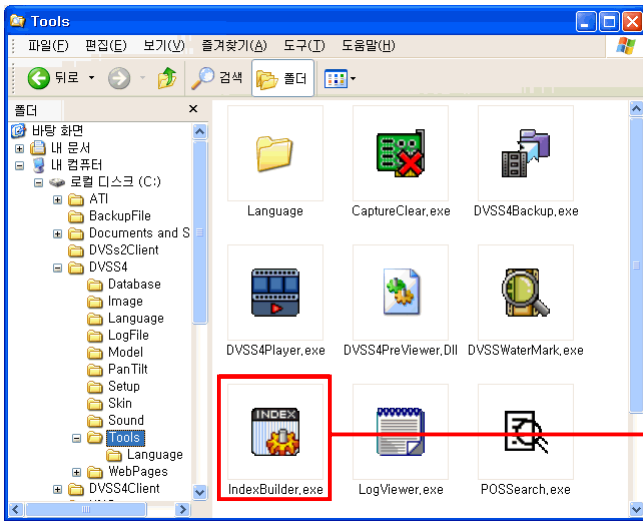 Tools
파일(F) 편집(E) 보기(V) 즐겨찾기(A) 도구(T) 도움말(H)
뒤로 검색 폴더
폴더
바탕 화면
내 문서
내 컴퓨터
로컬 디스크 (C:)
ATI
BackupFile
Documents and S
DVSs2Client
DVSS4
Database
Image
Language
LogFile
Model
PanTilt
Setup
Skin
Sound
Tools
Language
WebPages
DVSS4Client
Language CaptureClear.exe DVSS4Backup.exe
DVSS4Player.exe DVSS4PreViewer.Dll DVSSWaterMark.exe
INDEX
IndexBuilder.exe LogViewer.exe POSSearch.exe